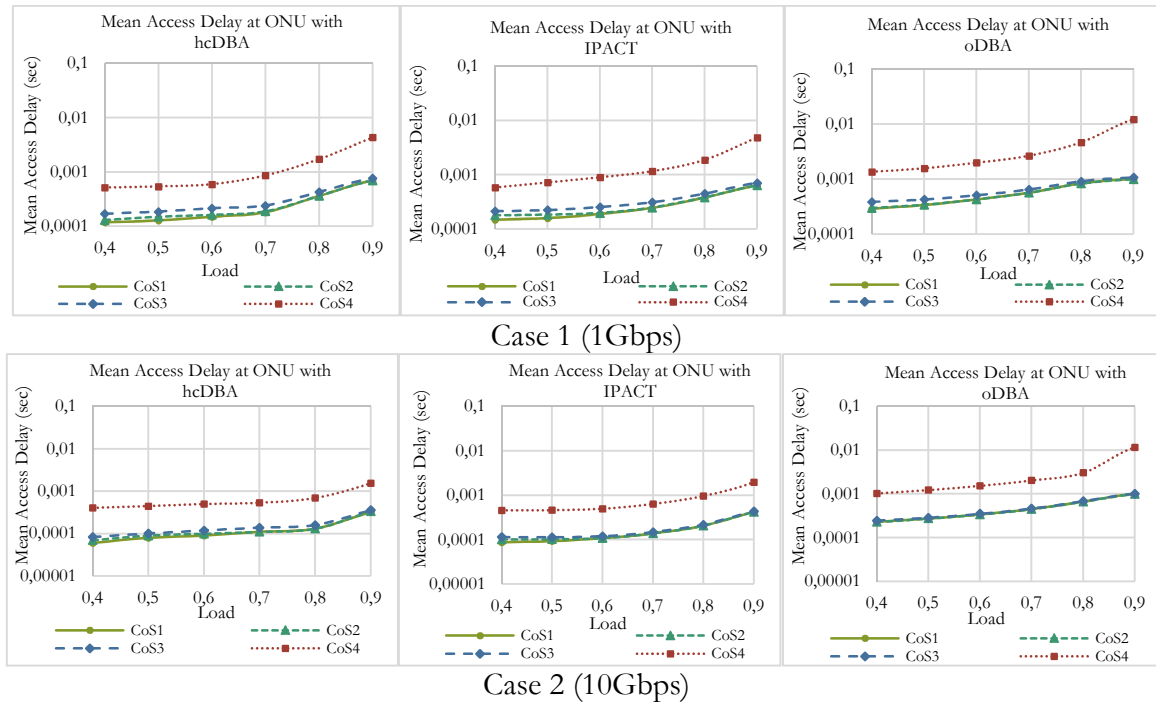 Mean Access Delay at ONU with
hcDBA
Mean Access Delay (sec)
0,1
0,01
0,001
0,0001
0,4 0,5 0,6 0,7 0,8 0,9
Load
CoS1 CoS2
CoS3 CoS4
Mean Access Delay at ONU with
IPACT
Mean Access Delay (sec)
0,1
0,01
0,001
0,0001
0,4 0,5 0,6 0,7 0,8 0,9
Load
CoS1 CoS2
CoS3 CoS4
Mean Access Delay at ONU with
oDBA
Mean Access Delay (sec)
0,1
0,01
0,001
0,0001
0,4 0,5 0,6 0,7 0,8 0,9
Load
CoS1 CoS2
CoS3 CoS4
Case 1 (1Gbps)
Mean Access Delay at ONU with
hcDBA
Mean Access Delay (sec)
0,1
0,01
0,001
0,0001
0,00001
0,4 0,5 0,6 0,7 0,8 0,9
Load
CoS1 CoS2
CoS3 CoS4
Mean Access Delay at ONU with
IPACT
Mean Access Delay (sec)
0,1
0,01
0,001
0,0001
0,00001
0,4 0,5 0,6 0,7 0,8 0,9
Load
CoS1 CoS2
CoS3 CoS4
Mean Access Delay at ONU with
oDBA
Mean Access Delay (sec)
0,1
0,01
0,001
0,0001
0,00001
0,4 0,5 0,6 0,7 0,8 0,9
Load
CoS1 CoS2
CoS3 CoS4
Case 2 (10Gbps)